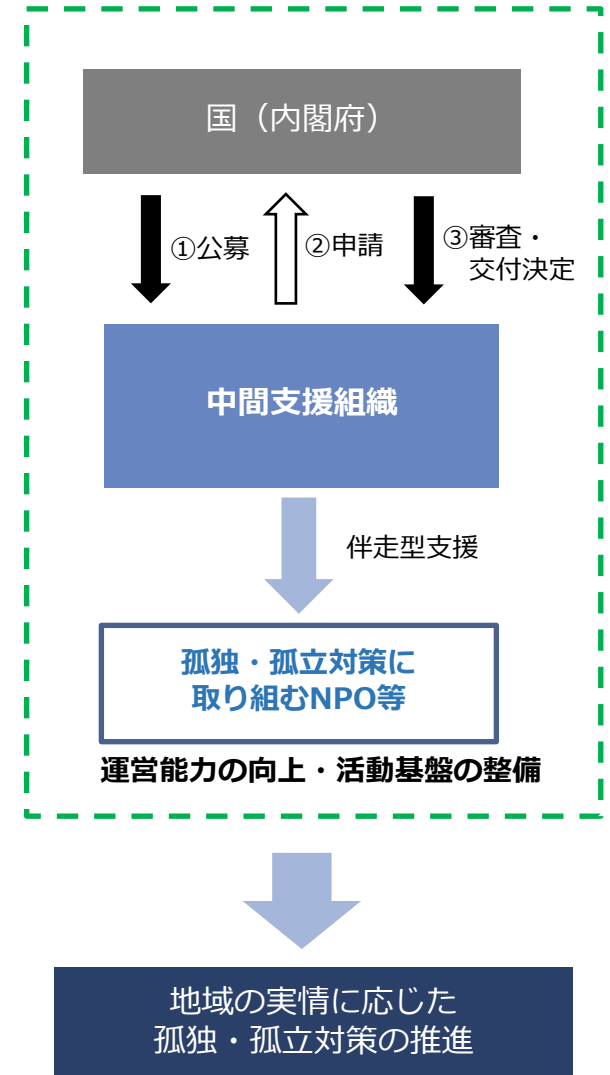 国（内閣府）
①公募
②申請
③審査・
交付決定
中間支援組織
伴走型支援
孤独・孤立対策に
取り組むNPO等
運営能力の向上・活動基盤の整備
地域の実情に応じた
孤独・孤立対策の推進